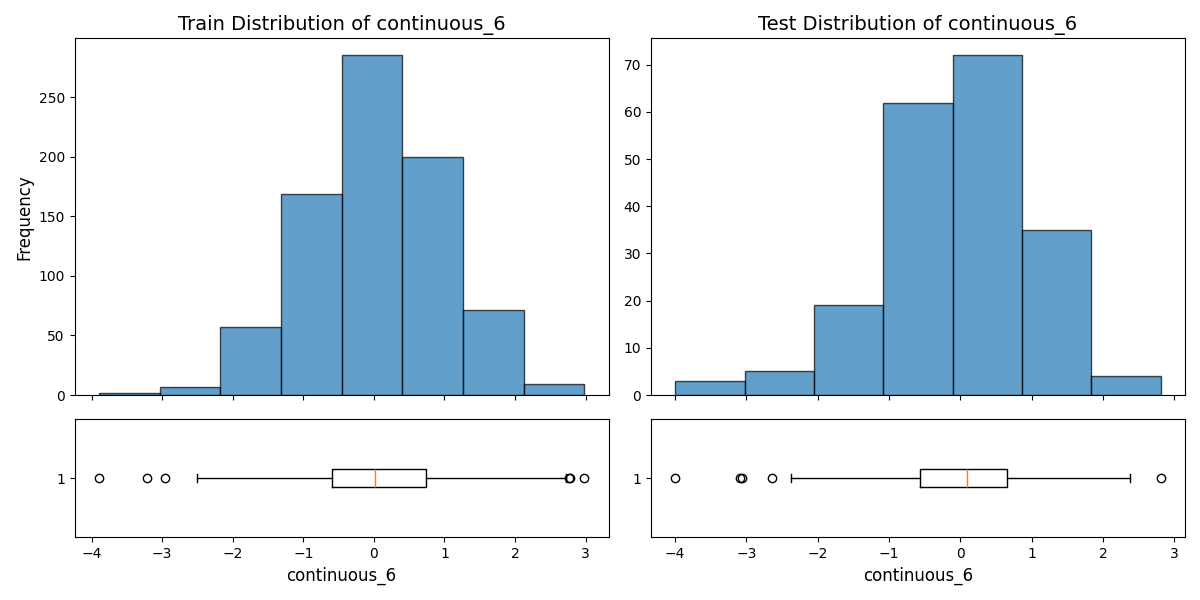 Train Distribution of continuous_6
Test Distribution of continuous_6
Frequency
250
200
150
100
50
0
70
60
50
40
30
20
10
0
1
−4 −3 −2 −1 0 1 2 3
continuous_6
1
−4 −3 −2 −1 0 1 2 3
continuous_6